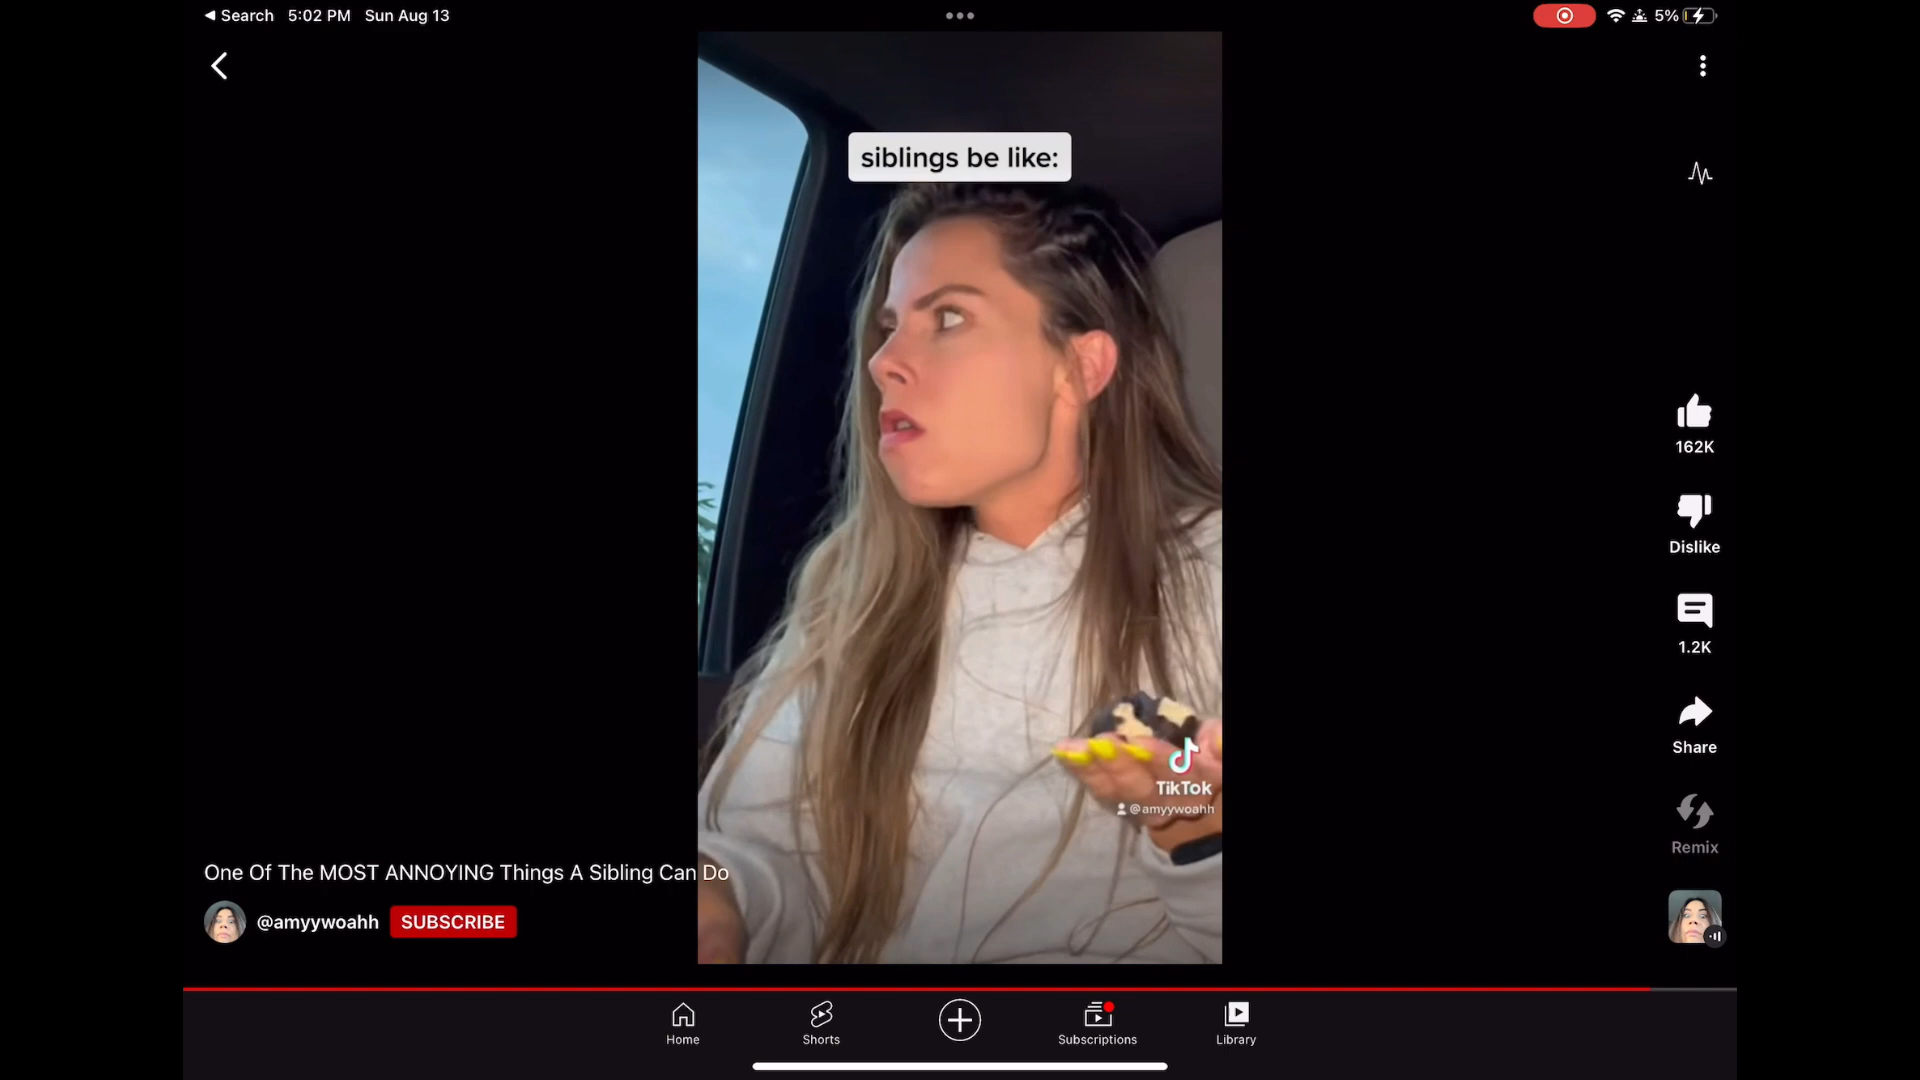 Search 5:02 PM Sun Aug 13
5%
siblings be like:
162K
Dislike
1.2K
Share
Remix
TikTok
@amyywoahh
One Of The MOST ANNOYING Things A Sibling Can Do
@amyywoahh SUBSCRIBE
Home Shorts Subscriptions Library